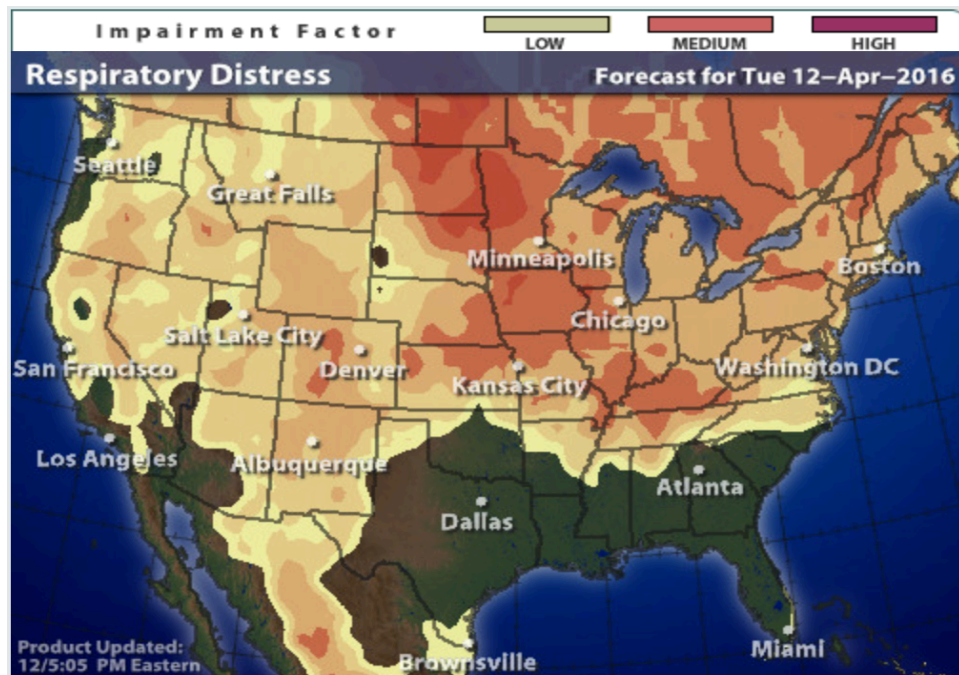 Impairment Factor
LOW MEDIUM HIGH
Respiratory Distress Forecast for Tue 12-Apr-2016
Seattle
Great Falls
Minneapolis
Boston
Chicago
Salt Lake City
San Francisco Denver Washington DC
Kansas City
Los Angeles Albuquerque
Atlanta
Dallas
Miami
Product Updated:
12/5:05 PM Eastern
Brownsville